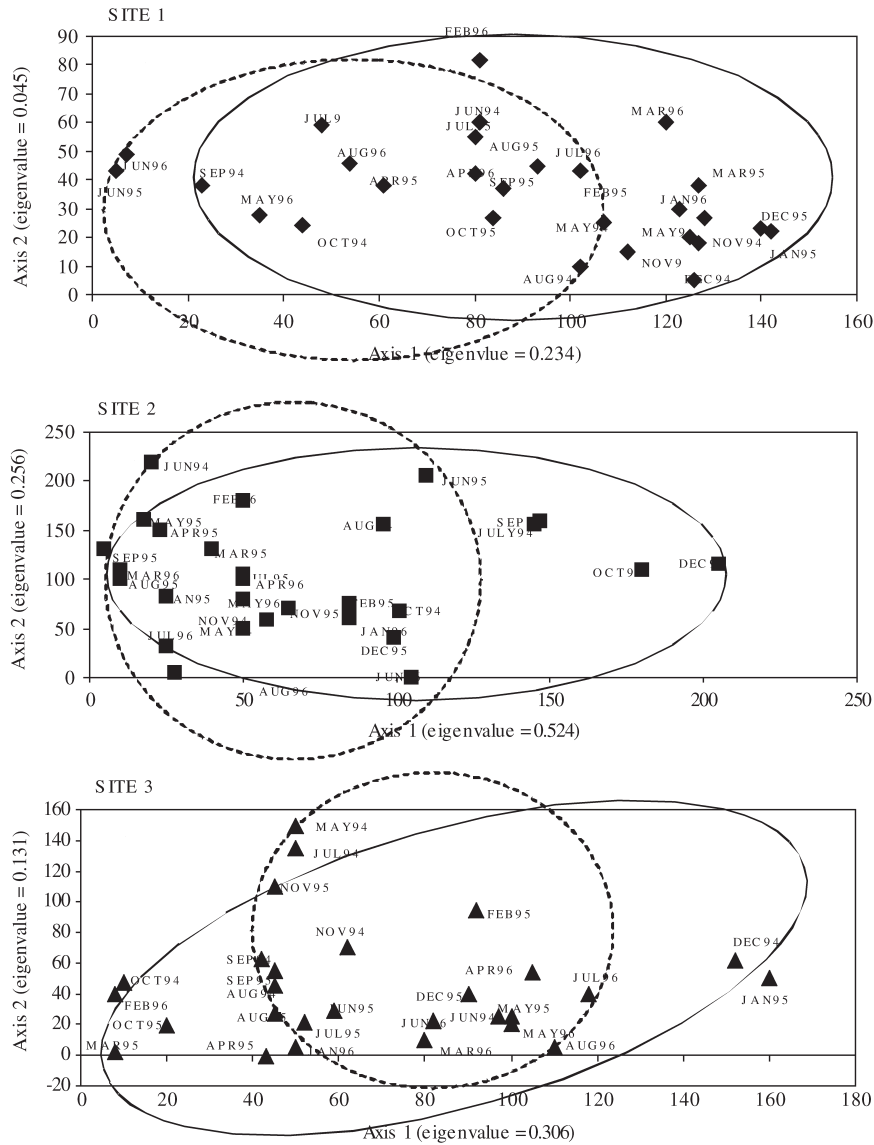 SITE 1
FEB96
90
80
70
60
50
40
30
20
10
0
Axis 2 (eigenvalue = 0.045)
JUL9
JUN94
MAR96
AUG96
AUG95
JUL96
JUN96
SEP94
APR95
SEP95
MAR95
JUN95
MAY96
FEB95
JAN96
OCT94
OCT95
DEC95
NOV94
NOV9
JAN95
AUG94
0 20 40 60 80 100 120 140 160
Axis 1 (eigenvlue = 0.234)
SITE 2
250
200
150
100
50
0
Axis 2 (eigenvalue = 0.256)
JUN94
JUN95
MAY95
APR95
JULY94
SEP95
MAR95
MAR96
AUG95
APR96
OCT9
DEC
MAY96
FEB95
NOV95
NOV94
JUL96
JAN96
DEC95
AUG96
0 50 100 150 200 250
Axis 1 (eigenvalue = 0.524)
SITE 3
160
140
120
100
80
60
40
20
0
-20
Axis 2 (eigenvalue = 0.131)
MAY94
JUL94
NOV95
FEB95
NOV94
DEC94
APR96
JUL96
JAN95
OCT94
AUG94
FEB96
DEC95
MAY95
OCT95
JUN95
JUN94
JUL95
MAY96
MAR95
APR95
JAN96
MAR96
AUG96
0 20 40 60 80 100 120 140 160 180
Axis 1 (eigenvalue = 0.306)